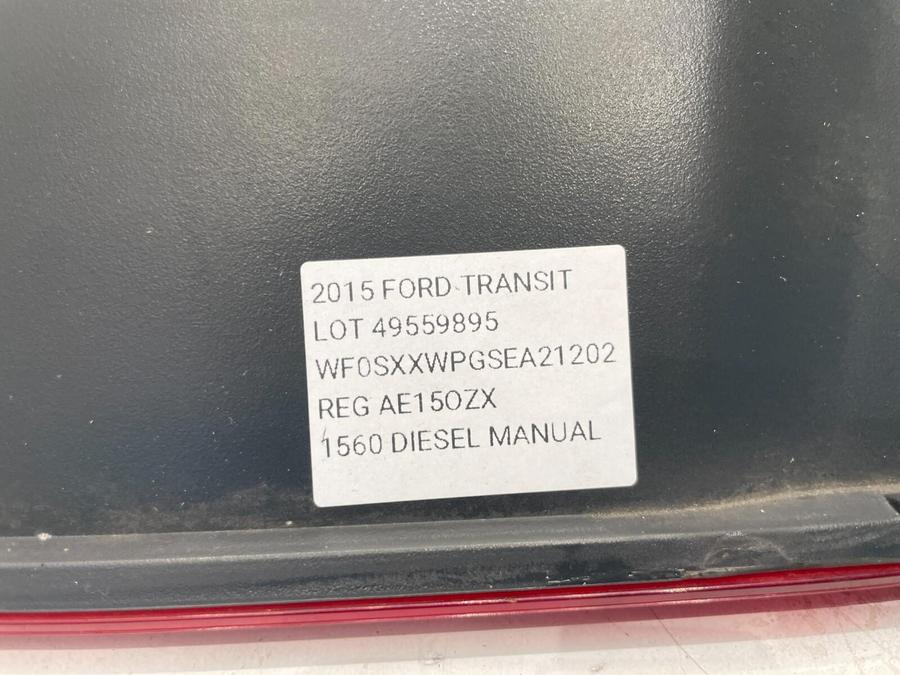 2015 FORD TRANSIT
LOT 49559895
WF0SXXWPGSEA21202
REG AE15OZX
1560 DIESEL MANUAL